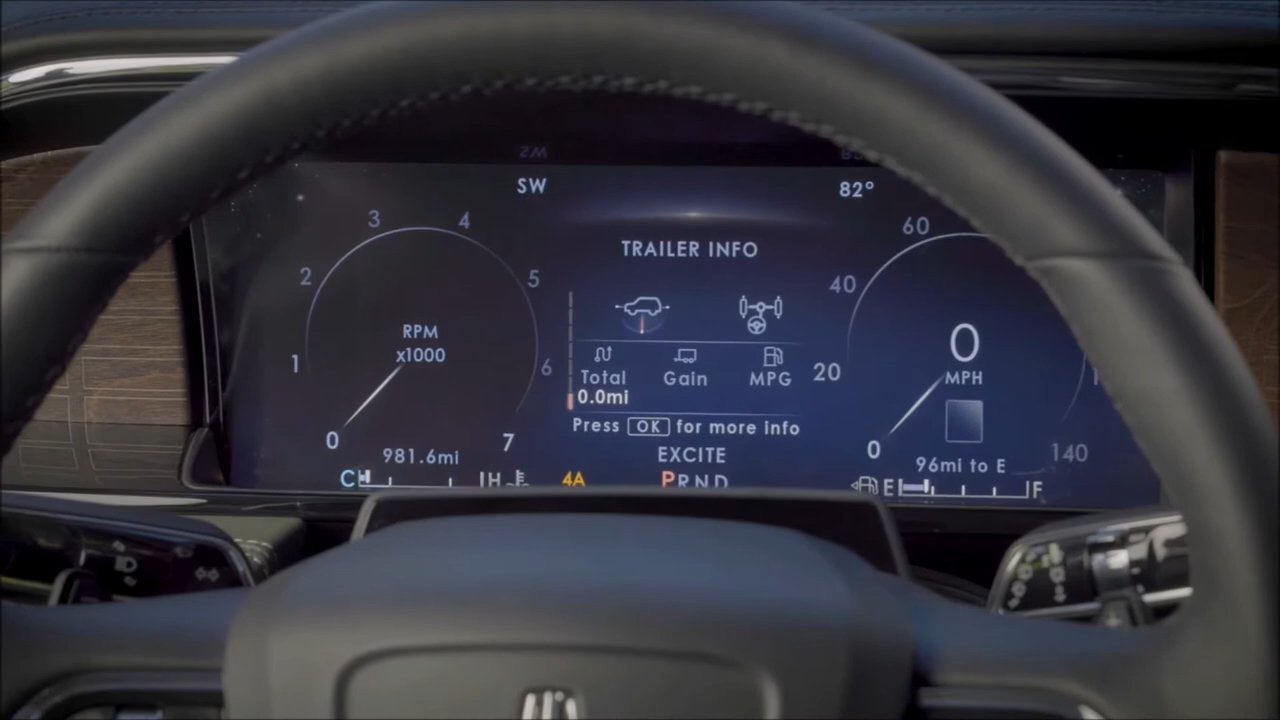 SW
82°
TRAILER INFO
3 4
2 5
1 6
0 7
RPM
x1000
981.6mi
C H
Total Gain MPG
0.0mi
Press OK for more info
EXCITE
4A
PRND
60
40
20
0
140
0
MPH
96mi to E
E F